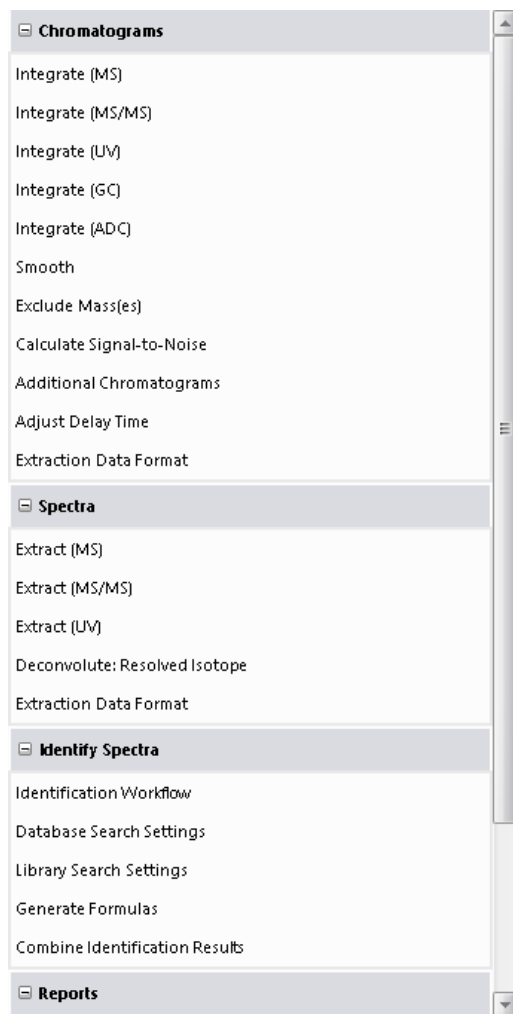 Chromatograms
Integrate (MS)
Integrate (MS/MS)
Integrate (UV)
Integrate (GC)
Integrate (ADC)
Smooth
Exclude Mass(es)
Calculate Signal-to-Noise
Additional Chromatograms
Adjust Delay Time
Extraction Data Format
Spectra
Extract (MS)
Extract (MS/MS)
Extract (UV)
Deconvolute: Resolved Isotope
Extraction Data Format
Identify Spectra
Identification Workflow
Database Search Settings
Library Search Settings
Generate Formulas
Combine Identification Results
Reports